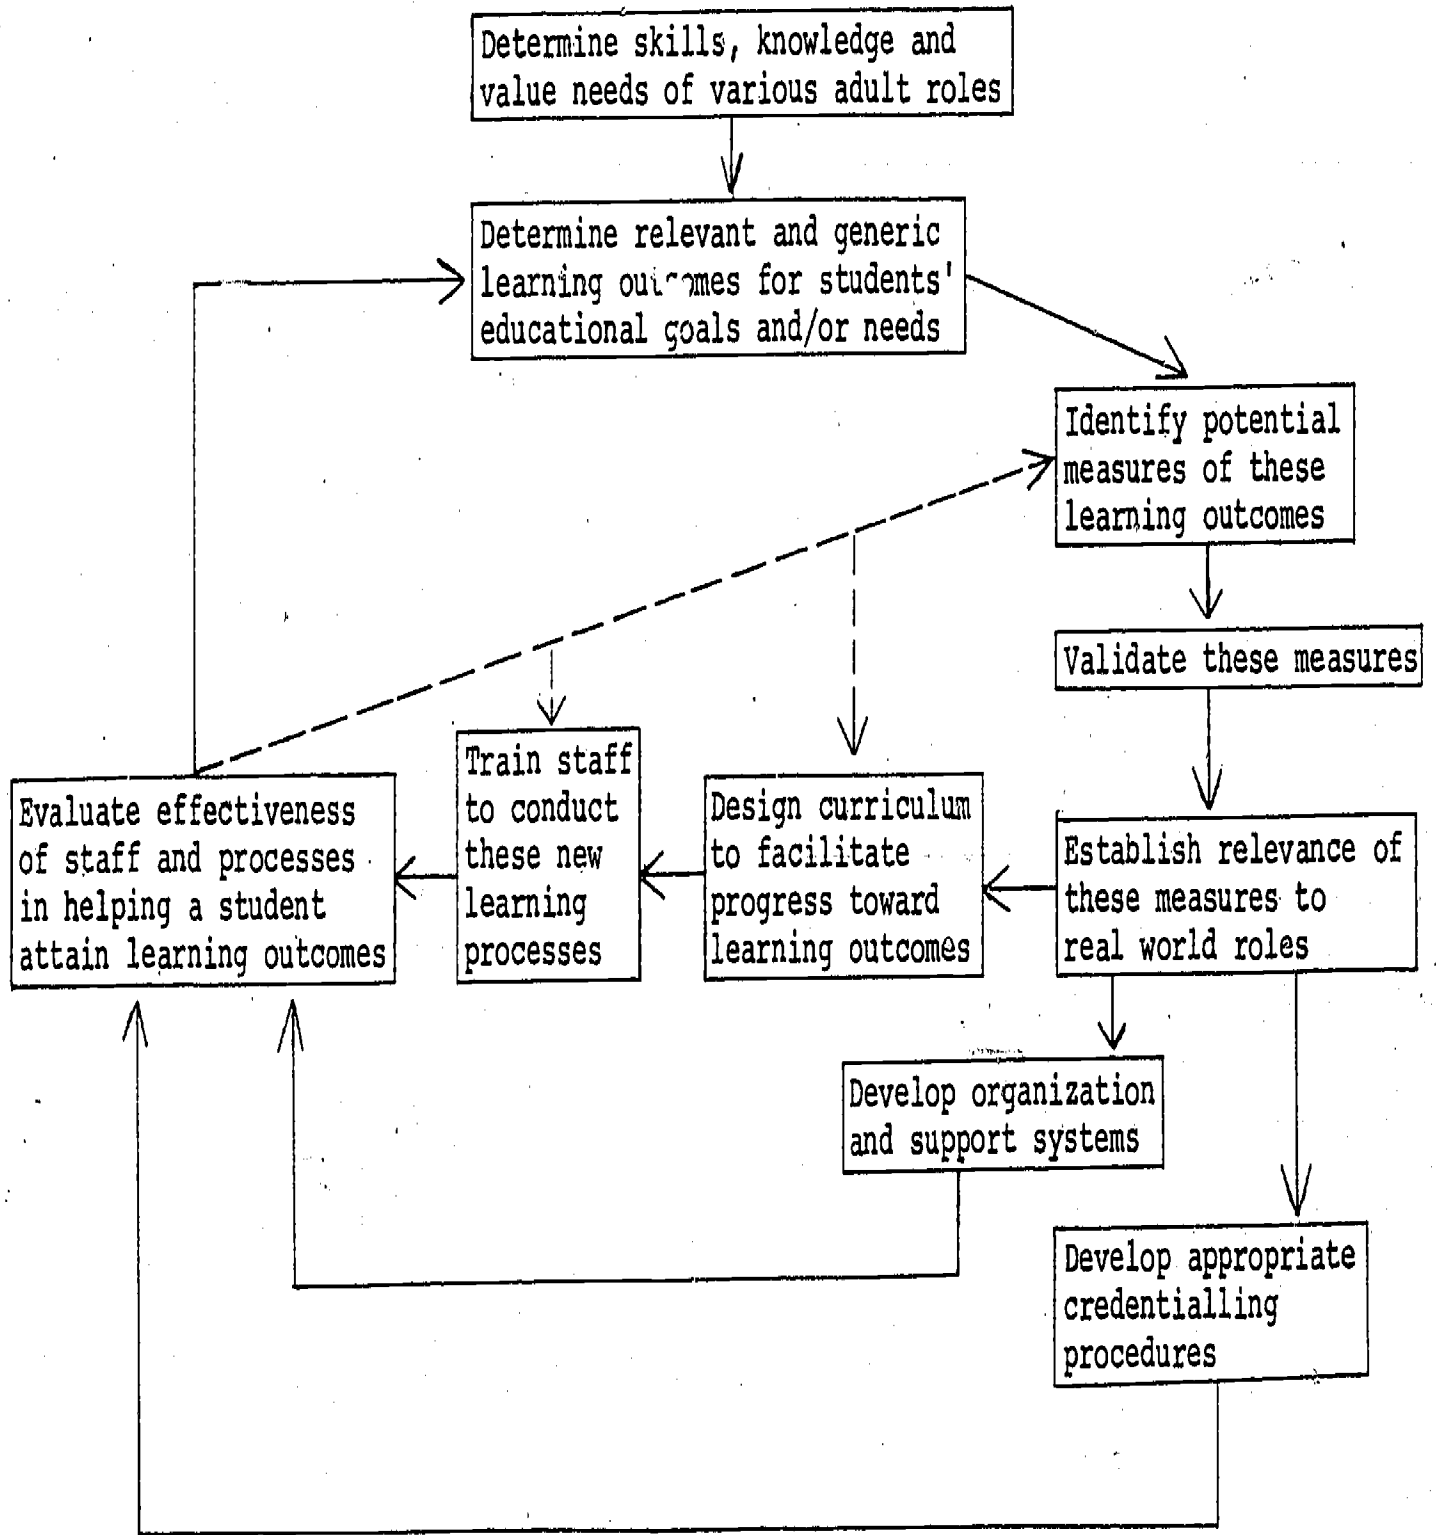 Determine skills, knowledge and
value needs of various adult roles
Determine relevant and generic
learning outcomes for students'
educational goals and/or needs
Identify potential
measures of these
learning outcomes
Validate these measures
Establish relevance of
these measures to
real world roles
Design curriculum
to facilitate
progress toward
learning outcomes
Train staff
to conduct
these new
learning
processes
Evaluate effectiveness
of staff and processes
in helping a student
attain learning outcomes
Develop organization
and support systems
Develop appropriate
credentialling
procedures